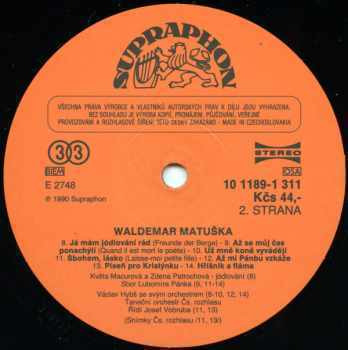 SUPRAPHON
VŠECHNA PRÁVA VÝROBCE A VLASTNÍKŮ AUTORSKÝCH PRÁV K DÍLU JSOU VYHRAZENA.
BEZ SOUHLASU JE VÝROBA KOPIÍ, PRONÁJEM, PŮJČOVÁNÍ, VEŘEJNÉ
PROVOZOVÁNÍ A ROZHLASOVÉ ŠÍŘENÍ TÉTO DESKY ZAKÁZÁNO - MADE IN CZECHOSLOVAKIA
33
STEREO
BIEM
OSA
E 2748
10 1189-1 311
Kčs 44,-
℗ 1990 Supraphon
2. STRANA
WALDEMAR MATUŠKA
8. Já mám jódlování rád (Freunde der Berge) - 9. Až se můj čas
ponachýlí (Quand il est mort le poète) - 10. Už mně koně vyvádějí
11. Sbohem, lásko (Laisse-moi petite fille) - 12. Až mi Pánbu vzkáže
13. Píseň pro Kristýnku - 14. Hříšník a fláma
Květa Macurová a Zdena Patrochová - jódlování (8)
Sbor Lubomíra Pánka (9, 11-14)
Václav Hybš se svým orchestrem (8-10, 12, 14)
Taneční orchestr Čs. rozhlasu
Řídí Josef Vobruba (11, 13)
(Snímky Čs. rozhlasu /11, 13/)